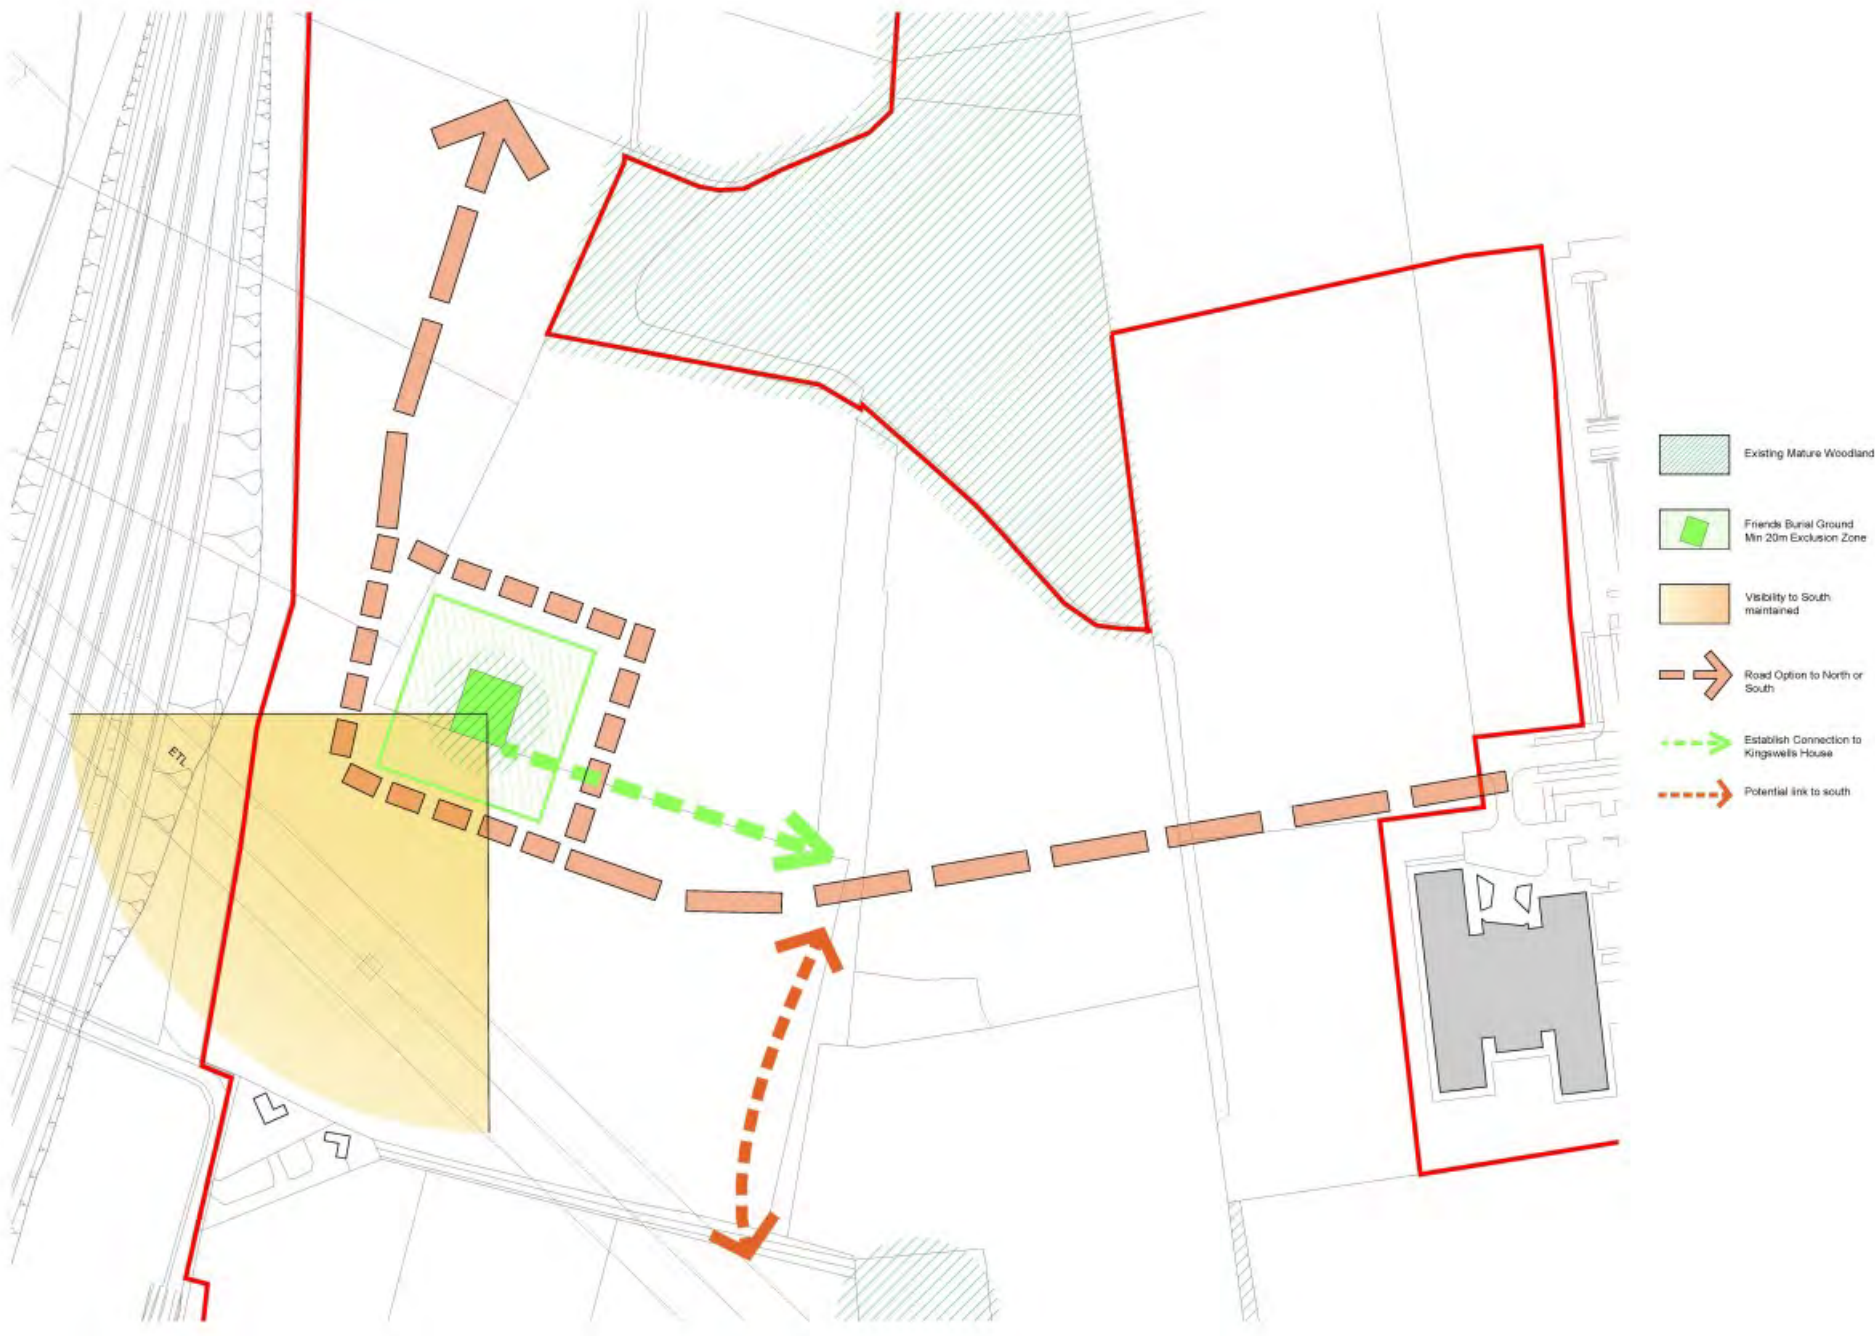 ETL
Existing Mature Woodland
Friends Burial Ground
Min 20m Exclusion Zone
Visibility to South
maintained
Road Option to North or
South
Establish Connection to
Kingswells House
Potential link to south